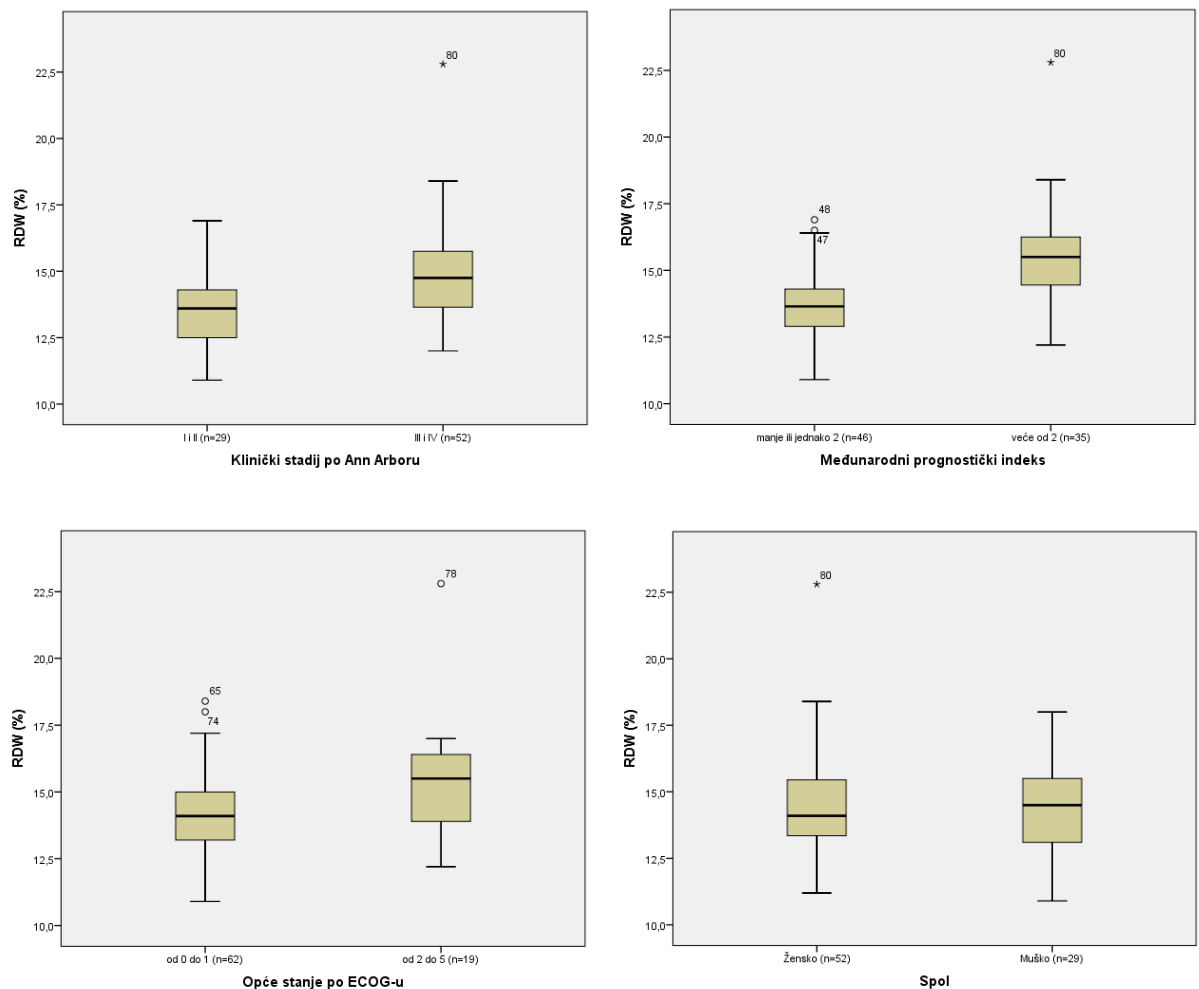 80
22,5
20,0
17,5
15,0
12,5
10,0
RDW (%)
I i II (n=29)
III i IV (n=52)
Klinički stadij po Ann Arboru
80
48
47
22,5
20,0
17,5
15,0
12,5
10,0
RDW (%)
manje ili jednako 2 (n=46)
veće od 2 (n=35)
Međunarodni prognostički indeks
78
65
74
22,5
20,0
17,5
15,0
12,5
10,0
RDW (%)
od 0 do 1 (n=62)
od 2 do 5 (n=19)
Opće stanje po ECOG-u
80
22,5
20,0
17,5
15,0
12,5
10,0
RDW (%)
Žensko (n=52)
Muško (n=29)
Spol